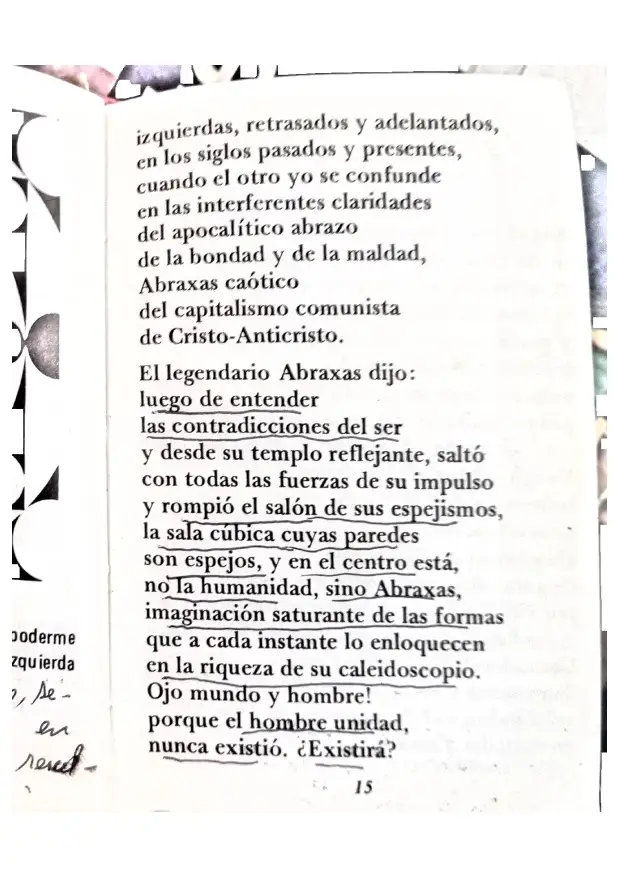 izquierdas, retrasados y adelantados,
en los siglos pasados y presentes,
cuando el otro yo se confunde
en las interferentes claridades
del apocalítico abrazo
de la bondad y de la maldad,
Abraxas caótico
del capitalismo comunista
de Cristo-Anticristo.
El legendario Abraxas dijo:
luego de entender
las contradicciones del ser
y desde su templo reflejante, saltó
con todas las fuerzas de su impulso
y rompió el salón de sus espejismos,
la sala cúbica cuyas paredes
son espejos, y en el centro está,
no la humanidad, sino Abraxas,
imaginación saturante de las formas
que a cada instante lo enloquecen
en la riqueza de su caleidoscopio.
Ojo mundo y hombre!
porque el hombre unidad,
nunca existió. ¿Existirá?
15
poderme
zquierda
en